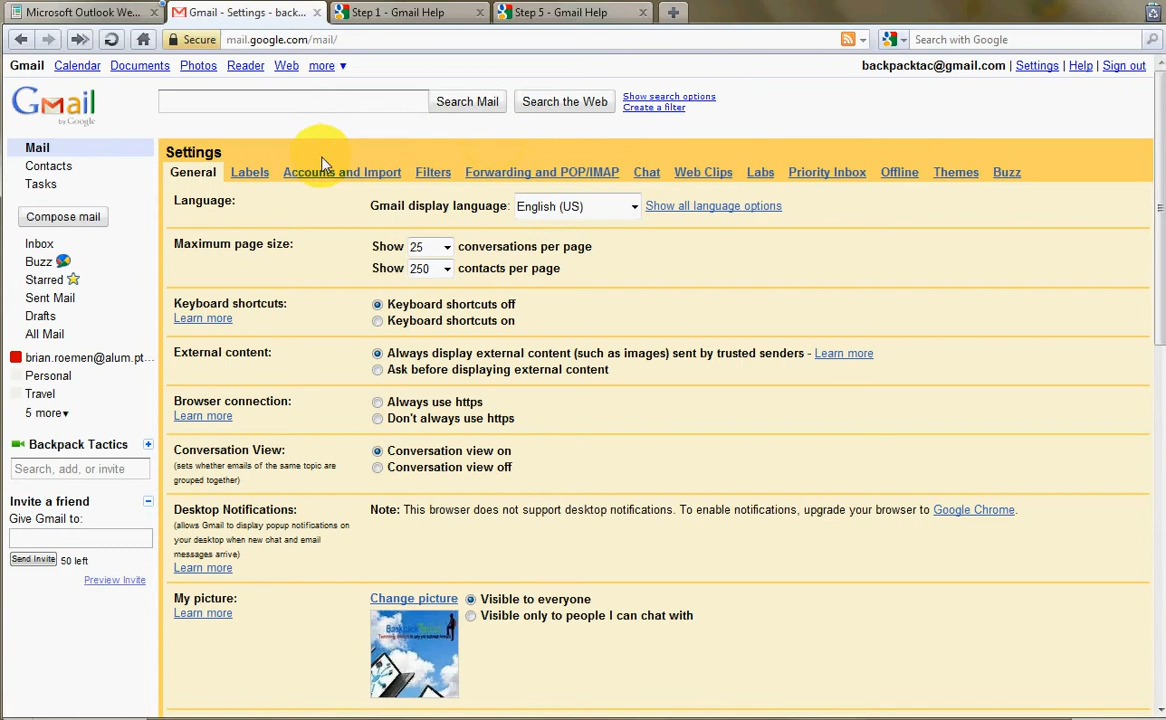 Microsoft Outlook We...
Gmail - Settings - back...
Step 1 - Gmail Help
Step 5 - Gmail Help
Secure
mail.google.com/mail/
Search with Google
Gmail Calendar Documents Photos Reader Web more ▼
backpacktac@gmail.com | Settings | Help | Sign out
Gmail
by Google
Search Mail
Search the Web
Show search options
Create a filter
Mail
Contacts
Tasks
Compose mail
Inbox
Buzz
Starred
Sent Mail
Drafts
All Mail
brian.roemen@alum.pt...
Personal
Travel
5 more▼
Backpack Tactics
Search, add, or invite
Invite a friend
Give Gmail to:
Send Invite 50 left
Preview Invite
Settings
General Labels Accounts and Import Filters Forwarding and POP/IMAP Chat Web Clips Labs Priority Inbox Offline Themes Buzz
Language:
Gmail display language: English (US) Show all language options
Maximum page size:
Show 25 conversations per page
Show 250 contacts per page
Keyboard shortcuts:
Learn more
Keyboard shortcuts off
Keyboard shortcuts on
External content:
Always display external content (such as images) sent by trusted senders - Learn more
Ask before displaying external content
Browser connection:
Learn more
Always use https
Don't always use https
Conversation View:
(sets whether emails of the same topic are
grouped together)
Conversation view on
Conversation view off
Desktop Notifications:
(allows Gmail to display popup notifications on
your desktop when new chat and email
messages arrive)
Learn more
Note: This browser does not support desktop notifications. To enable notifications, upgrade your browser to Google Chrome.
My picture:
Learn more
Change picture
Visible to everyone
Visible only to people I can chat with